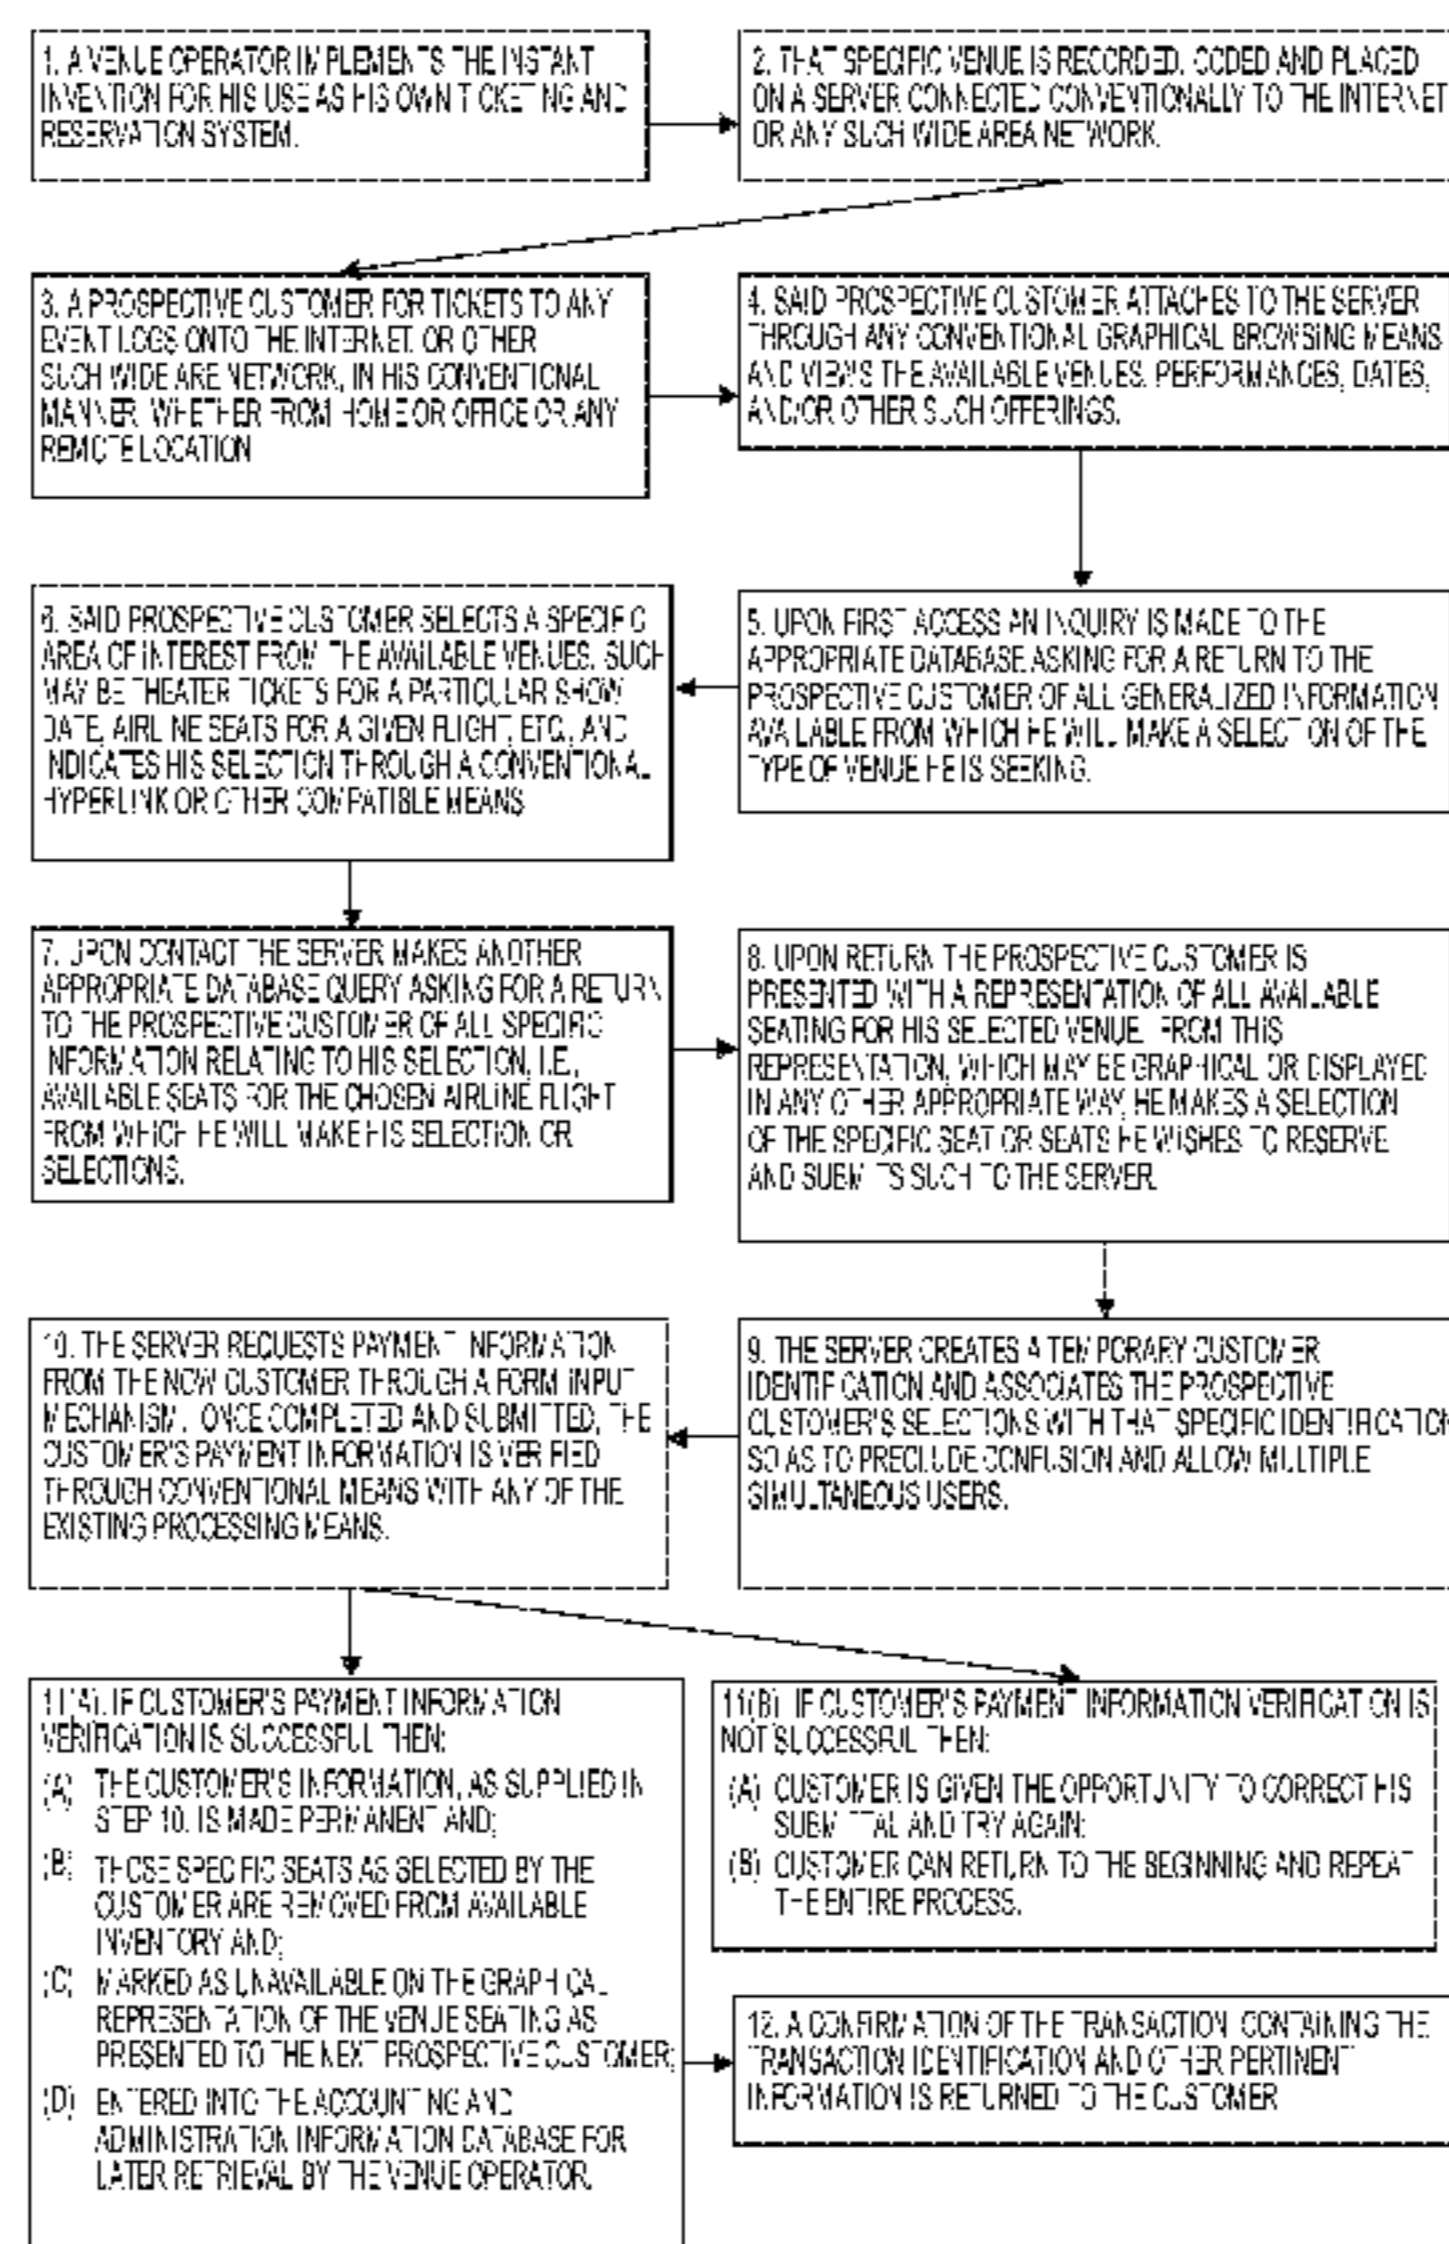 1. A VENUE OPERATOR IMPLEMENTS THE INSTANT
INVENTION FOR HIS USE AS HIS OWN TICKETING AND
RESERVATION SYSTEM.
2. THAT SPECIFIC VENUE IS RECORDED, CODED AND PLACED
ON A SERVER CONNECTED CONVENTIONALLY TO THE INTERNET
OR ANY SUCH WIDE AREA NETWORK.
3. A PROSPECTIVE CUSTOMER FOR TICKETS TO ANY
EVENT LOGS ONTO THE INTERNET, OR OTHER
SUCH WIDE ARE NETWORK, IN HIS CONVENTIONAL
MANNER, WHETHER FROM HOME OR OFFICE OR ANY
REMOTE LOCATION
4. SAID PROSPECTIVE CUSTOMER ATTACHES TO THE SERVER
THROUGH ANY CONVENTIONAL GRAPHICAL BROWSING MEANS
AND VIEWS THE AVAILABLE VENUES, PERFORMANCES, DATES,
AND/OR OTHER SUCH OFFERINGS.
5. UPON FIRST ACCESS AN INQUIRY IS MADE TO THE
APPROPRIATE DATABASE ASKING FOR A RETURN TO THE
PROSPECTIVE CUSTOMER OF ALL GENERALIZED INFORMATION
AVAILABLE FROM WHICH HE WILL MAKE A SELECTION OF THE
TYPE OF VENUE HE IS SEEKING.
6. SAID PROSPECTIVE CUSTOMER SELECTS A SPECIFIC
AREA OF INTEREST FROM THE AVAILABLE VENUES. SUCH
MAY BE THEATER TICKETS FOR A PARTICULAR SHOW
DATE, AIRLINE SEATS FOR A GIVEN FLIGHT, ETC., AND
INDICATES HIS SELECTION THROUGH A CONVENTIONAL
HYPERLINK OR OTHER COMPATIBLE MEANS
7. UPON CONTACT THE SERVER MAKES ANOTHER
APPROPRIATE DATABASE QUERY ASKING FOR A RETURN
TO THE PROSPECTIVE CUSTOMER OF ALL SPECIFIC
INFORMATION RELATING TO HIS SELECTION, I.E.,
AVAILABLE SEATS FOR THE CHOSEN AIRLINE FLIGHT
FROM WHICH HE WILL MAKE HIS SELECTION OR
SELECTIONS.
8. UPON RETURN THE PROSPECTIVE CUSTOMER IS
PRESENTED WITH A REPRESENTATION OF ALL AVAILABLE
SEATING FOR HIS SELECTED VENUE. FROM THIS
REPRESENTATION, WHICH MAY BE GRAPHICAL OR DISPLAYED
IN ANY OTHER APPROPRIATE WAY, HE MAKES A SELECTION
OF THE SPECIFIC SEAT OR SEATS HE WISHES TO RESERVE
AND SUBMITS SUCH TO THE SERVER.
9. THE SERVER CREATES A TEMPORARY CUSTOMER
IDENTIFICATION AND ASSOCIATES THE PROSPECTIVE
CUSTOMER'S SELECTIONS WITH THAT SPECIFIC IDENTIFICATION
SO AS TO PRECLUDE CONFUSION AND ALLOW MULTIPLE
SIMULTANEOUS USERS.
10. THE SERVER REQUESTS PAYMENT INFORMATION
FROM THE NOW CUSTOMER THROUGH A FORM INPUT
MECHANISM. ONCE COMPLETED AND SUBMITTED, THE
CUSTOMER'S PAYMENT INFORMATION IS VERIFIED
THROUGH CONVENTIONAL MEANS WITH ANY OF THE
EXISTING PROCESSING MEANS.
11(A). IF CUSTOMER'S PAYMENT INFORMATION
VERIFICATION IS SUCCESSFUL THEN:
(A) THE CUSTOMER'S INFORMATION, AS SUPPLIED IN
STEP 10, IS MADE PERMANENT AND;
(B) THOSE SPECIFIC SEATS AS SELECTED BY THE
CUSTOMER ARE REMOVED FROM AVAILABLE
INVENTORY AND;
(C) MARKED AS UNAVAILABLE ON THE GRAPHICAL
REPRESENTATION OF THE VENUE SEATING AS
PRESENTED TO THE NEXT PROSPECTIVE CUSTOMER;
(D) ENTERED INTO THE ACCOUNTING AND
ADMINISTRATION INFORMATION DATABASE FOR
LATER RETRIEVAL BY THE VENUE OPERATOR.
11(B). IF CUSTOMER'S PAYMENT INFORMATION VERIFICATION IS
NOT SUCCESSFUL THEN:
(A) CUSTOMER IS GIVEN THE OPPORTUNITY TO CORRECT HIS
SUBMITTAL AND TRY AGAIN;
(B) CUSTOMER CAN RETURN TO THE BEGINNING AND REPEAT
THE ENTIRE PROCESS.
12. A CONFIRMATION OF THE TRANSACTION, CONTAINING THE
TRANSACTION IDENTIFICATION AND OTHER PERTINENT
INFORMATION IS RETURNED TO THE CUSTOMER